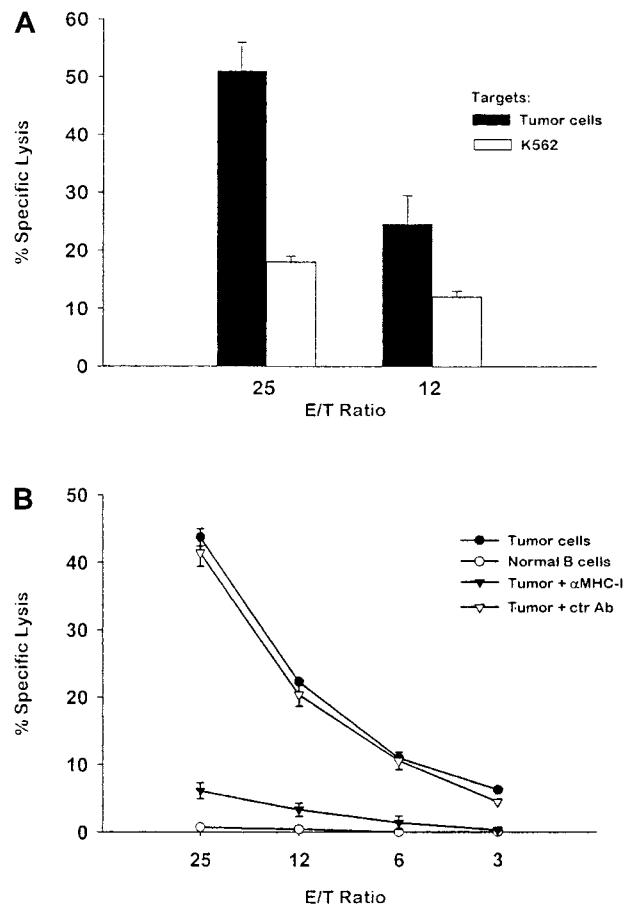 A
60
50
40
30
20
10
0
% Specific Lysis
Targets:
Tumor cells
K562
25 12
E/T Ratio
B
50
40
30
20
10
0
% Specific Lysis
Tumor cells
Normal B cells
Tumor + αMHC-I
Tumor + ctr Ab
25 12 6 3
E/T Ratio